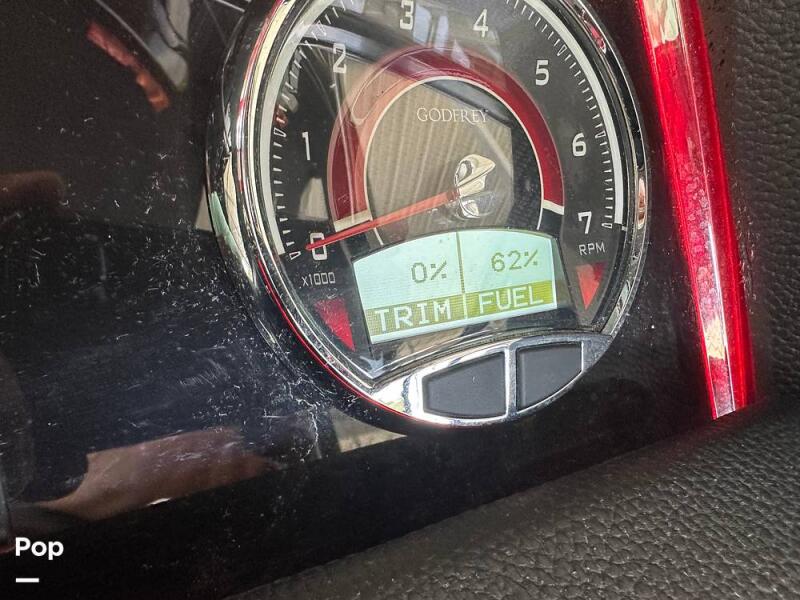 0 1 2 3 4 5 6 7
GODFREY
X1000
RPM
0% 62%
TRIM FUEL
Pop